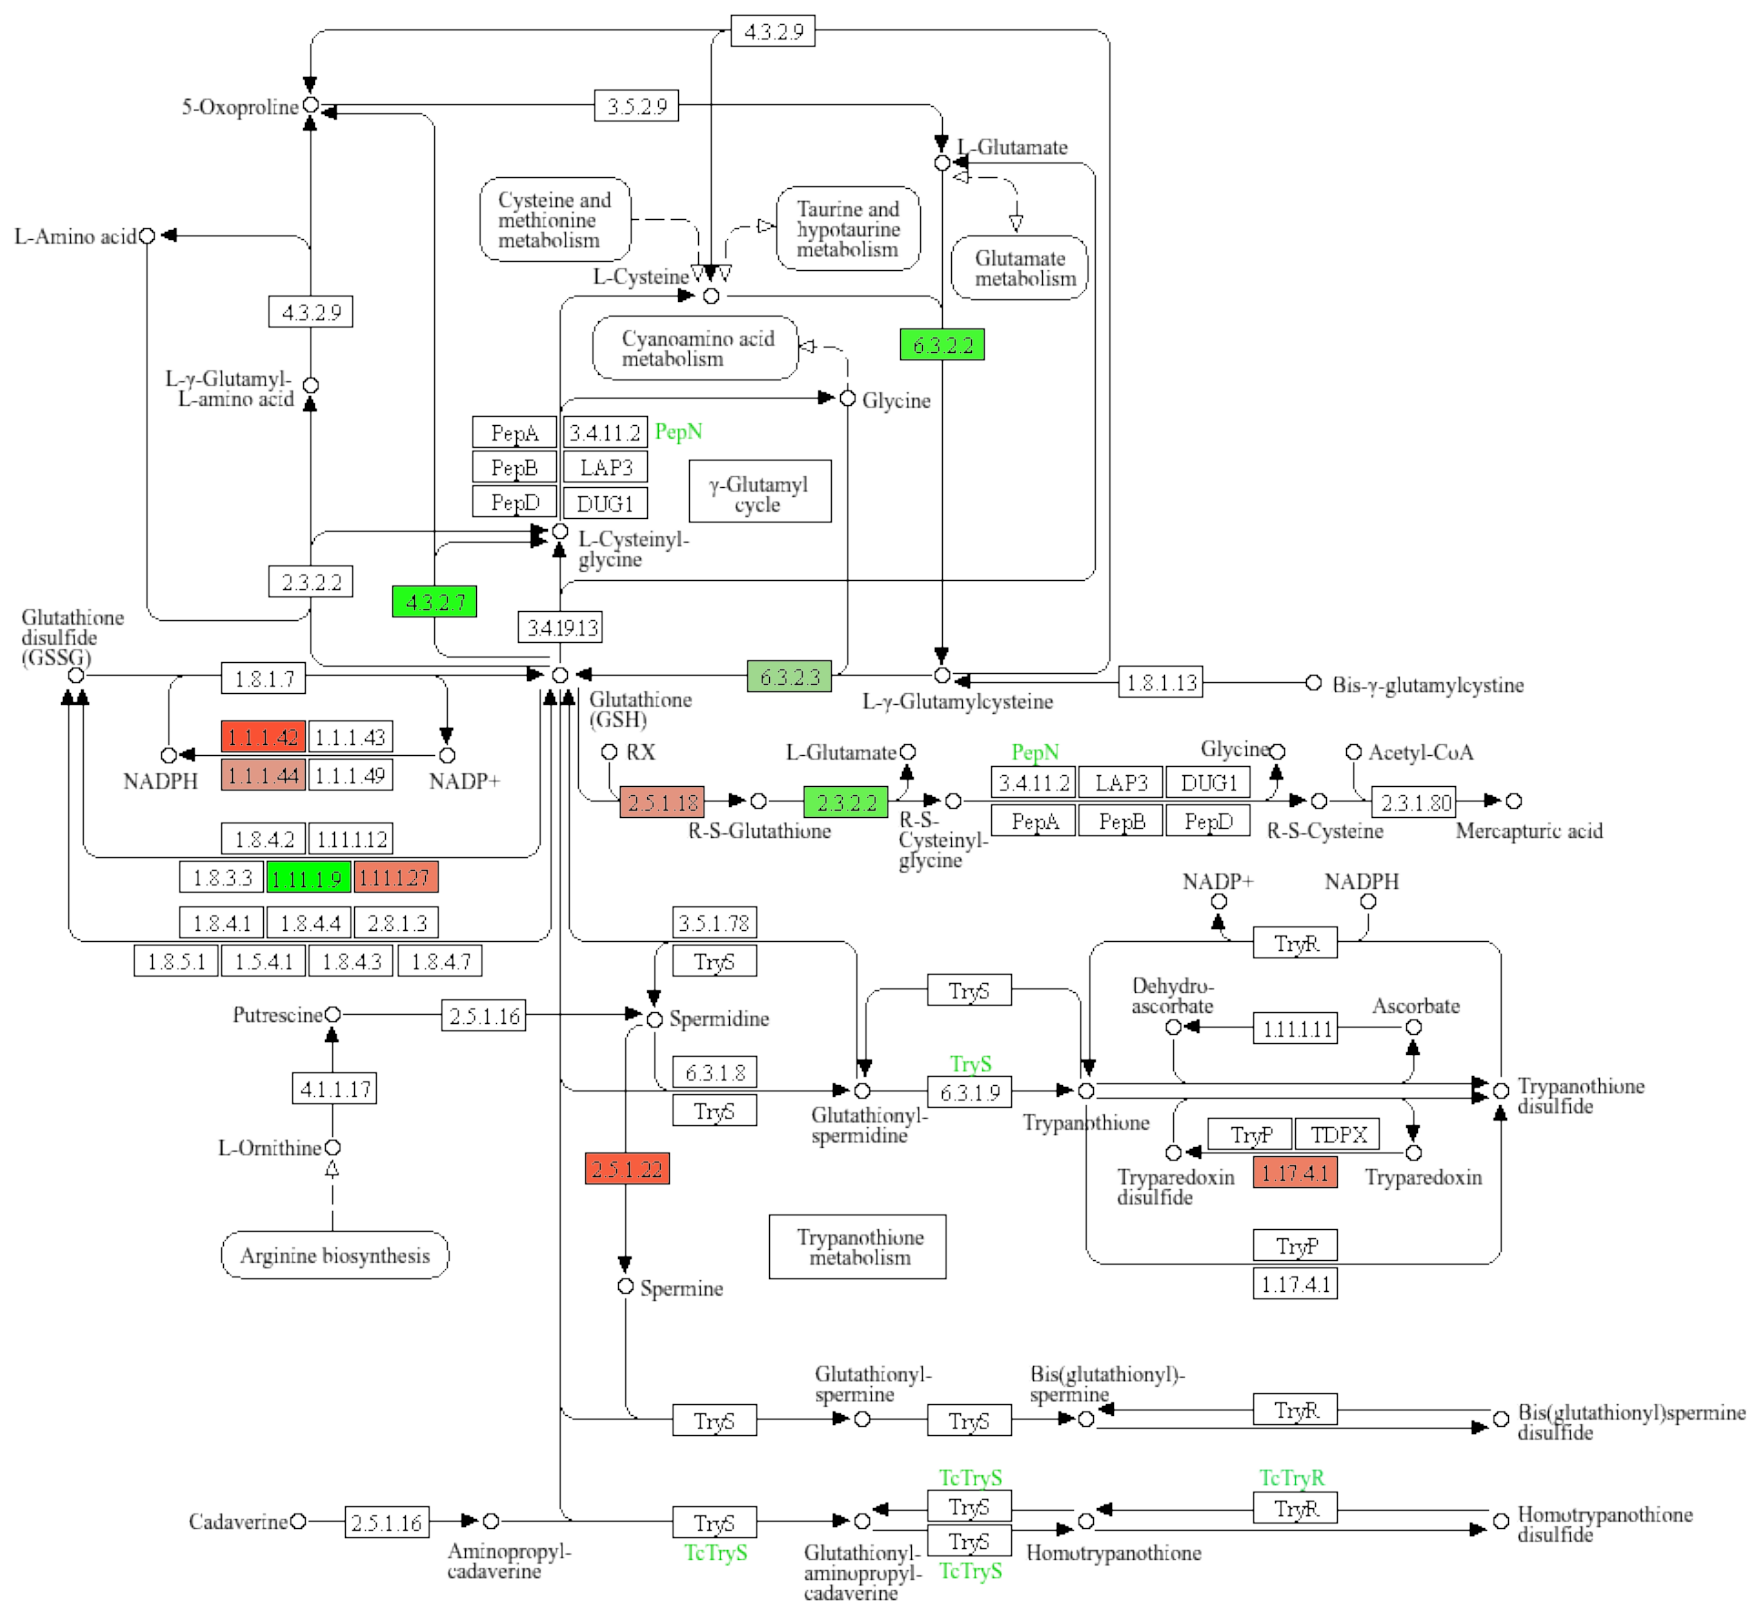 4.3.2.9
5-Oxoproline
3.5.2.9
L-Glutamate
Cysteine and
methionine
metabolism
Taurine and
hypotaurine
metabolism
L-Amino acid
Glutamate
metabolism
L-Cysteine
4.3.2.9
Cyanoamino acid
metabolism
6.3.2.2
L-γ-Glutamyl-
L-amino acid
Glycine
PepA
3.4.11.2
PepN
PepB
LAP3
γ-Glutamyl
cycle
PepD
DUG1
L-Cysteinyl-
glycine
2.3.2.2
4.3.2.7
3.4.19.13
Glutathione
disulfide
(GSSG)
1.8.1.7
6.3.2.3
1.8.1.13
Bis-γ-glutamylcystine
Glutathione
(GSH)
L-γ-Glutamylcysteine
1.1.1.42
1.1.1.43
NADPH
1.1.1.44
1.1.1.49
NADP+
RX
L-Glutamate
PepN
Glycine
Acetyl-CoA
3.4.11.2
LAP3
DUG1
2.5.1.18
2.3.2.2
2.3.1.80
R-S-Glutathione
R-S-
Cysteinyl-
glycine
PepA
PepB
PepD
R-S-Cysteine
Mercapturic acid
1.8.4.2
1.11.1.12
1.8.3.3
1.11.1.9
1.11.1.27
1.8.4.1
1.8.4.4
2.8.1.3
1.8.5.1
1.5.4.1
1.8.4.3
1.8.4.7
NADP+
NADPH
3.5.1.78
TryS
TryR
Putrescine
2.5.1.16
Spermidine
TryS
Dehydro-
ascorbate
1.11.1.11
Ascorbate
4.1.1.17
6.3.1.8
TryS
TryS
6.3.1.9
Glutathionyl-
spermidine
Trypanothione
Trypanothione
disulfide
L-Ornithine
TryP
TDPX
2.5.1.22
1.17.4.1
Tryparedoxin
disulfide
Tryparedoxin
Arginine biosynthesis
Trypanothione
metabolism
TryP
1.17.4.1
Spermine
Glutathionyl-
spermine
Bis(glutathionyl)-
spermine
TryS
TryS
TryR
Bis(glutathionyl)spermine
disulfide
TcTryS
TcTryR
Cadaverine
2.5.1.16
TryS
TryS
TryR
Homotrypanothione
disulfide
Aminopropyl-
cadaverine
TcTryS
TryS
TcTryS
Glutathionyl-
aminopropyl-
cadaverine
Homotrypanothione